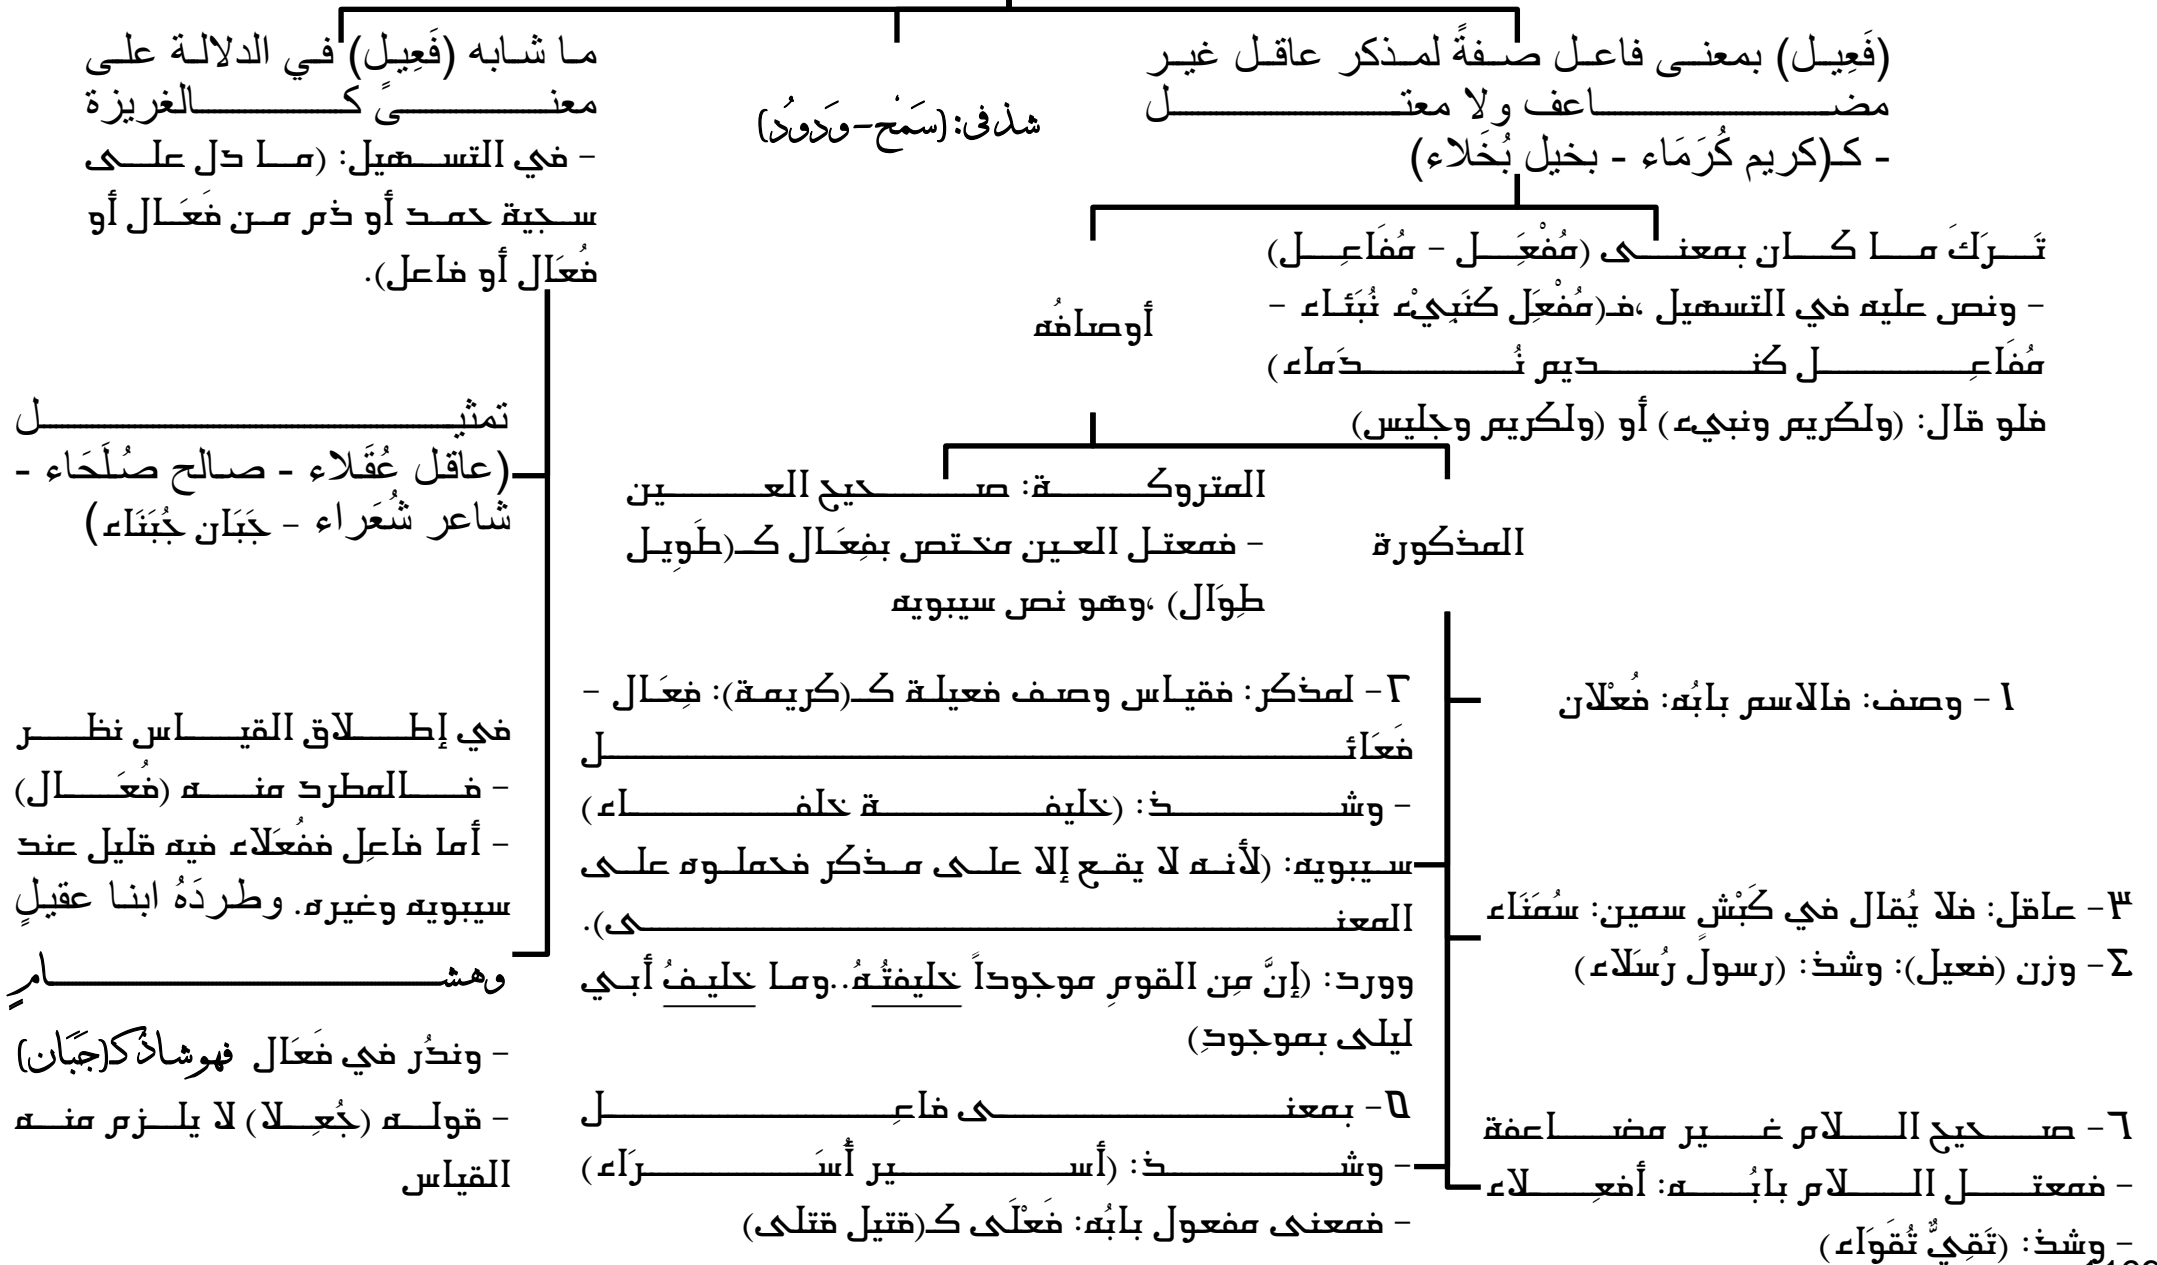 (فَعِيل) بمعنى فاعل صفةً لمذكر عاقل غير
مضاعف ولا معتل
- كـ(كريم كُرَمَاء - بخيل بُخَلاء)
شذ فى: (سَمْح-وَدودُ)
ما شابه (فَعِيلٍ) في الدلالة على
معنىً كالغريزة
- في التسهيل: (ما دل على
سجية حمد أو ذم من فَعَال أو
فُعَال أو فاعل).
تَرَكَ ما كان بمعنى (مُفْعِل - مُفَاعِل)
- ونص عليه في التسهيل ،فـ(مُفْعِل كنَبِيْء نُبَئاء -
مُفَاعِل كنديم نُدَماء)
فلو قال: (ولكريم ونبيء) أو (ولكريم وجليس)
أوصافُه
المذكورة
المتروكة: صحيح العين
- فمعتل العين مختص بفِعَال كـ(طَوِيل
طِوَال) ،وهو نص سيبويه
١- وصف: فالاسم بابُه: فُعْلان
٢- لمذكر: فقياس وصف فعيلة كـ(كريمة): فِعَال -
فَعَائل
- وشذ: (خليفة خلفاء)
سيبويه: (لأنه لا يقع إلا على مذكر فحملوه على
المعنى).
وورد: (إنَّ مِن القومِ موجوداً خليفتُهُ..وما خليفُ أبي
ليلى بموجودِ)
٣- عاقل: فلا يُقال في كَبْشٍ سمين: سُمَنَاء
٤- وزن (فعيل): وشذ: (رسول رُسَلاء)
٥- بمعنى فاعِل
- وشذ: (أسير أُسَرَاء)
- فمعنى مفعول بابُه: فَعْلَى كـ(قتيل قتلى)
٦- صحيح اللام غير مضاعفة
- فمعتل اللام بابُه: أفعِلاء
- وشذ: (تَقِيٌّ تُقَوَاء)
تمثيل
(عاقل عُقَلاء - صالح صُلَحَاء -
شاعر شُعَراء - جَبَان جُبَنَاء)
في إطلاق القياس نظر
- فالمطرد منه (فُعَال)
- أما فاعِل ففُعَلاء فيه قليل عند
سيبويه وغيره. وطردَهُ ابنا عقيلٍ
وهشامٍ
- وندُر في فَعَال فهو شاذٌ كـ(جَبَان)
- قوله (جُعِلا) لا يلزم منه
القياس